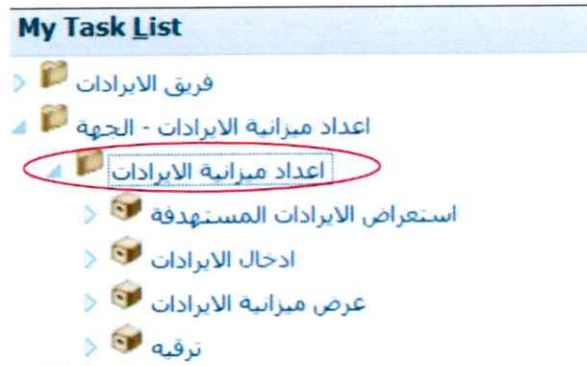 My Task List
فريق الايرادات
اعداد ميزانية الايرادات - الجهة
اعداد ميزانية الايرادات
استعراض الايرادات المستهدفة
ادخال الايرادات
عرض ميزانية الايرادات
ترقيه